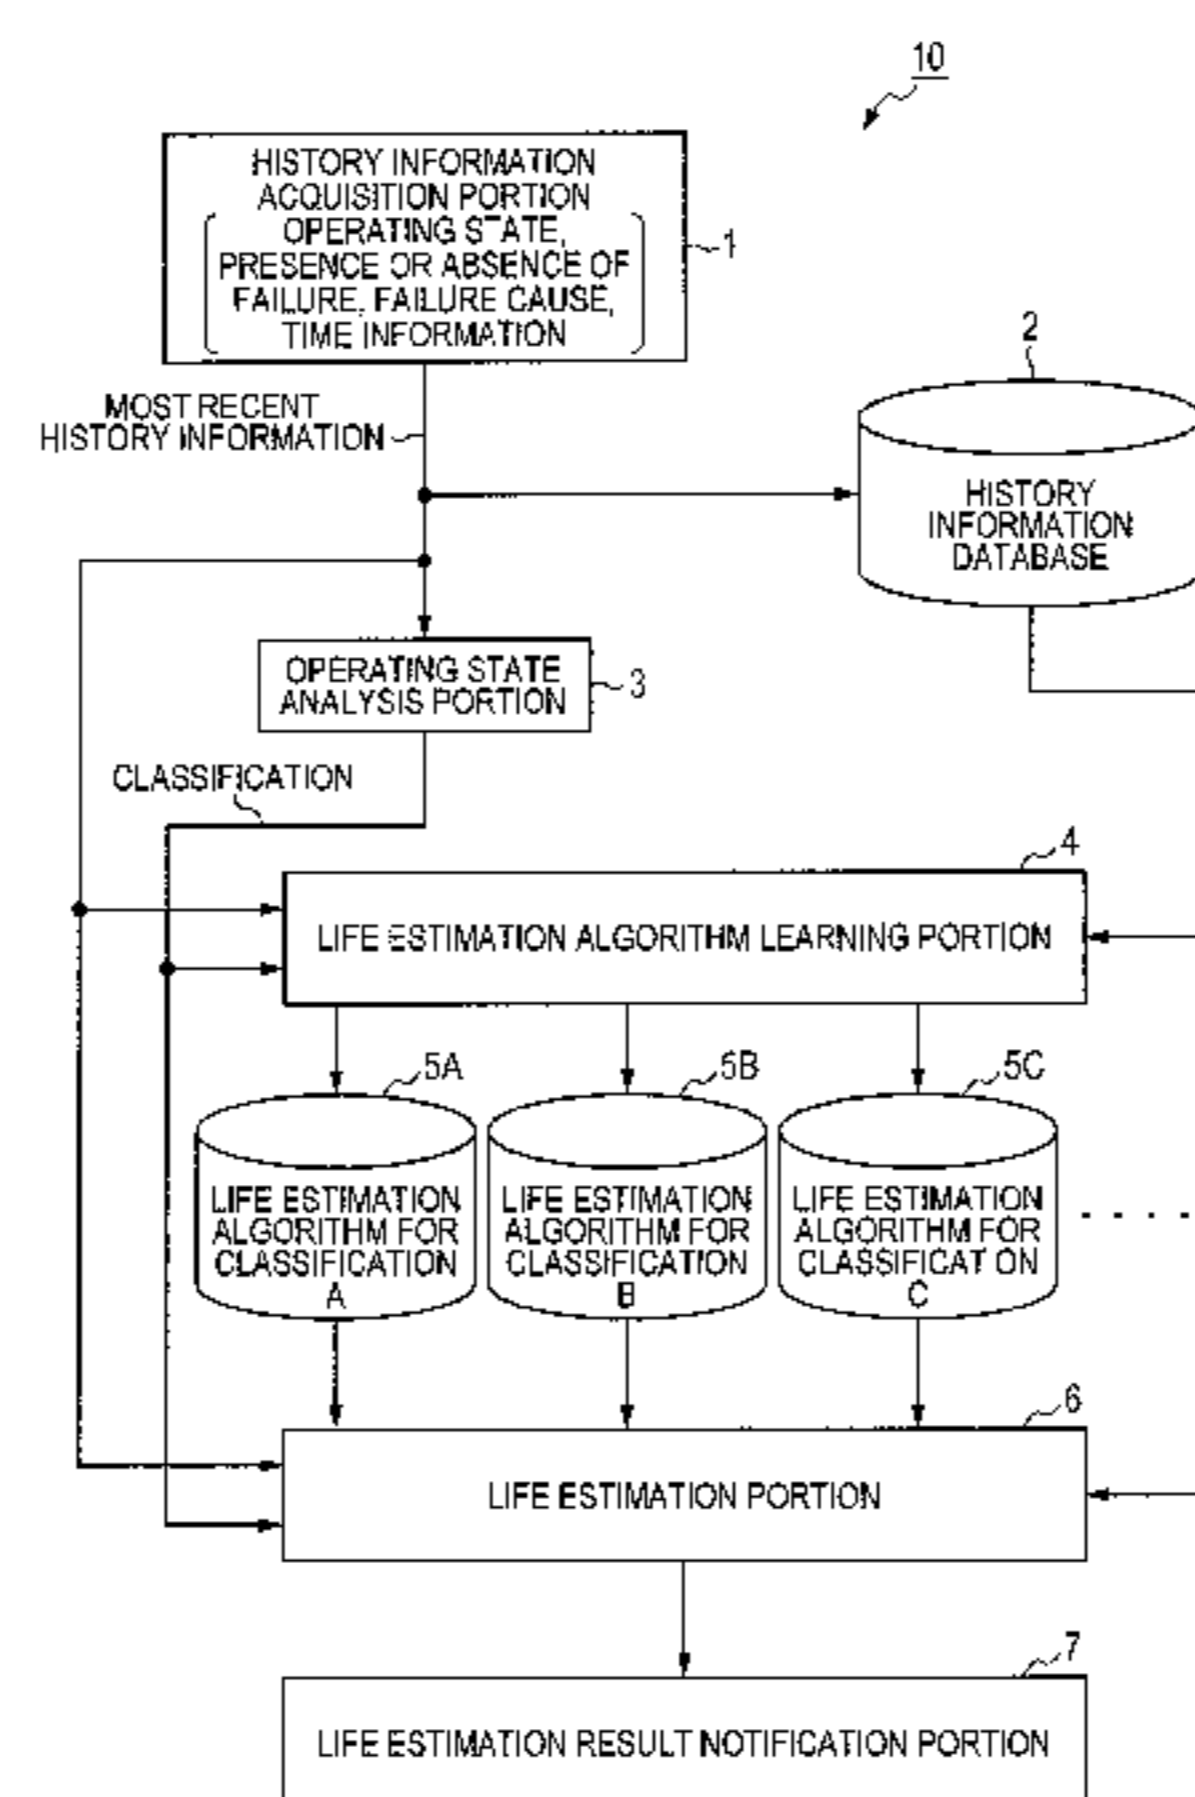 10
HISTORY INFORMATION
ACQUISITION PORTION
OPERATING STATE,
PRESENCE OR ABSENCE OF
FAILURE, FAILURE CAUSE,
TIME INFORMATION
1
MOST RECENT
HISTORY INFORMATION
2
HISTORY
INFORMATION
DATABASE
OPERATING STATE
ANALYSIS PORTION
3
CLASSIFICATION
4
LIFE ESTIMATION ALGORITHM LEARNING PORTION
5A
5B
5C
LIFE ESTIMATION
ALGORITHM FOR
CLASSIFICATION
A
LIFE ESTIMATION
ALGORITHM FOR
CLASSIFICATION
B
LIFE ESTIMATION
ALGORITHM FOR
CLASSIFICAT ON
C
. . . .
6
LIFE ESTIMATION PORTION
7
LIFE ESTIMATION RESULT NOTIFICATION PORTION